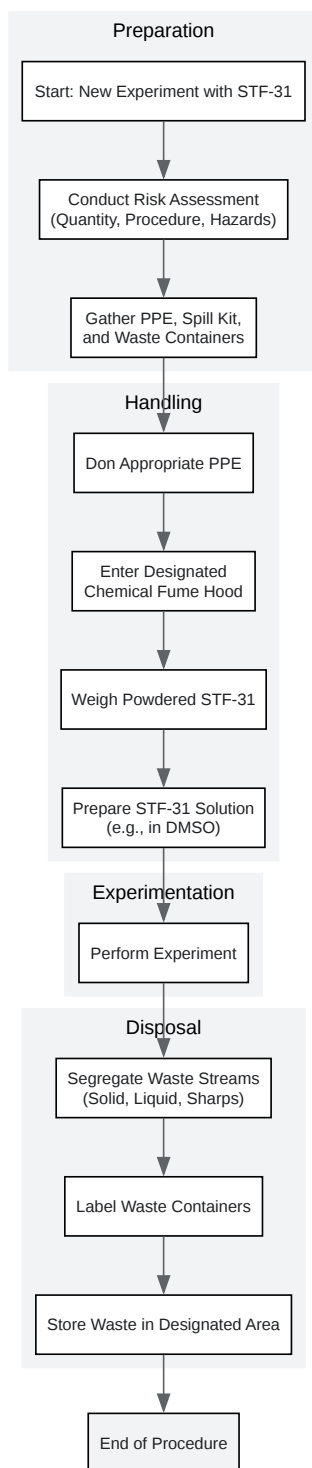 Preparation
Start: New Experiment with STF-31
Conduct Risk Assessment
(Quantity, Procedure, Hazards)
Gather PPE, Spill Kit,
and Waste Containers
Handling
Don Appropriate PPE
Enter Designated
Chemical Fume Hood
Weigh Powdered STF-31
Prepare STF-31 Solution
(e.g., in DMSO)
Experimentation
Perform Experiment
Disposal
Segregate Waste Streams
(Solid, Liquid, Sharps)
Label Waste Containers
Store Waste in Designated Area
End of Procedure